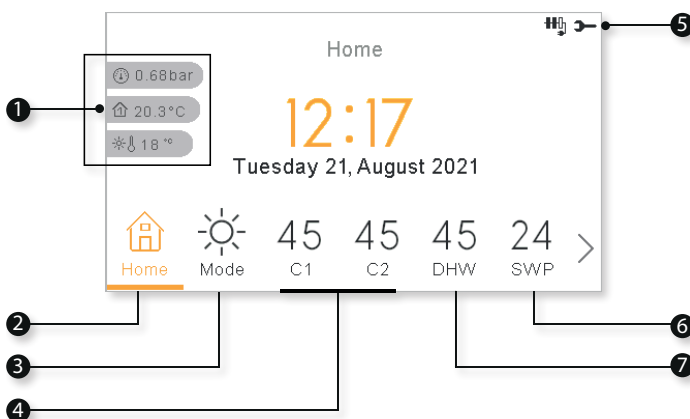 Home
0.68bar
20.3°C
18 °º
12:17
Tuesday 21, August 2021
45 45 45 24
Home Mode C1 C2 DHW SWP
1
2
3
4
5
6
7